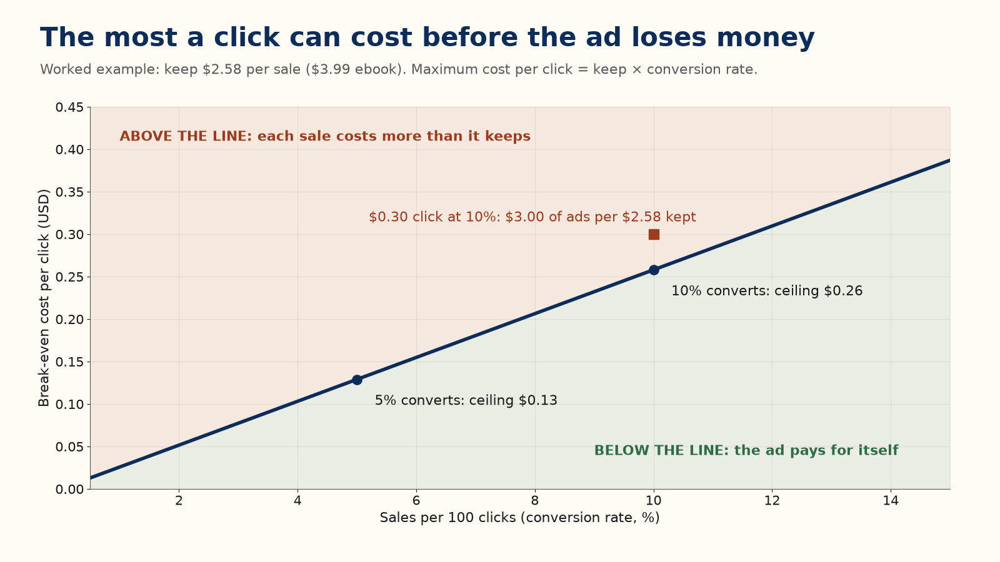 The most a click can cost before the ad loses money
Worked example: keep $2.58 per sale ($3.99 ebook). Maximum cost per click = keep × conversion rate.
Break-even cost per click (USD)
0.45
0.40
0.35
0.30
0.25
0.20
0.15
0.10
0.05
0.00
ABOVE THE LINE: each sale costs more than it keeps
$0.30 click at 10%: $3.00 of ads per $2.58 kept
10% converts: ceiling $0.26
5% converts: ceiling $0.13
BELOW THE LINE: the ad pays for itself
2 4 6 8 10 12 14
Sales per 100 clicks (conversion rate, %)